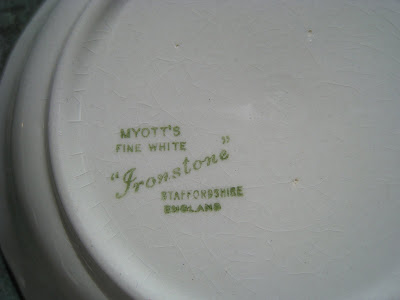 MYOTT'S
FINE WHITE
"Ironstone"
STAFFORDSHIRE
ENGLAND